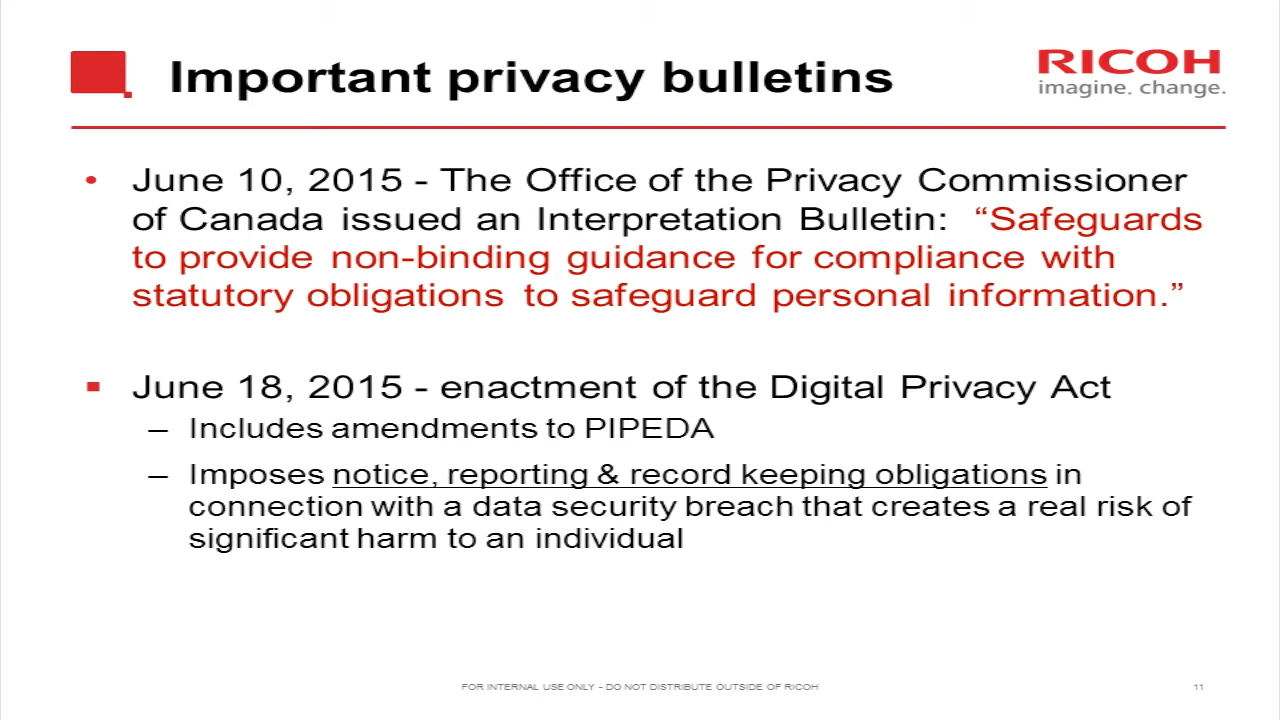 Important privacy bulletins
RICOH
imagine. change.
• June 10, 2015 - The Office of the Privacy Commissioner
of Canada issued an Interpretation Bulletin: “Safeguards
to provide non-binding guidance for compliance with
statutory obligations to safeguard personal information.”
▪ June 18, 2015 - enactment of the Digital Privacy Act
– Includes amendments to PIPEDA
– Imposes notice, reporting & record keeping obligations in
connection with a data security breach that creates a real risk of
significant harm to an individual
FOR INTERNAL USE ONLY - DO NOT DISTRIBUTE OUTSIDE OF RICOH
11